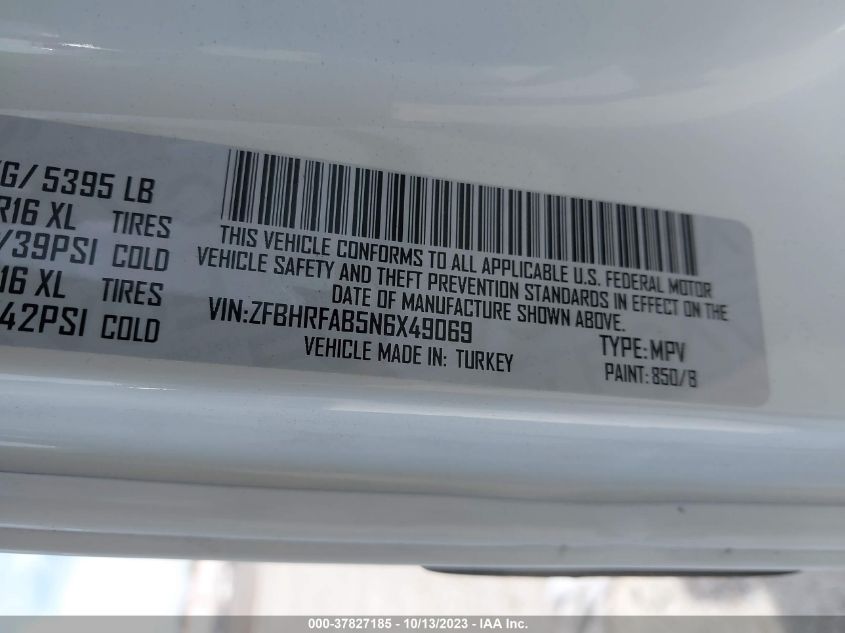 G/ 5395 LB
R16 XL TIRES
/39PSI COLD
16 XL TIRES
42PSI COLD
THIS VEHICLE CONFORMS TO ALL APPLICABLE U.S. FEDERAL MOTOR
VEHICLE SAFETY AND THEFT PREVENTION STANDARDS IN EFFECT ON THE
DATE OF MANUFACTURE SHOWN ABOVE.
VIN:ZFBHRFAB5N6X49069
TYPE:MPV
VEHICLE MADE IN: TURKEY
PAINT:850/B
000-37827185 - 10/13/2023 - IAA Inc.